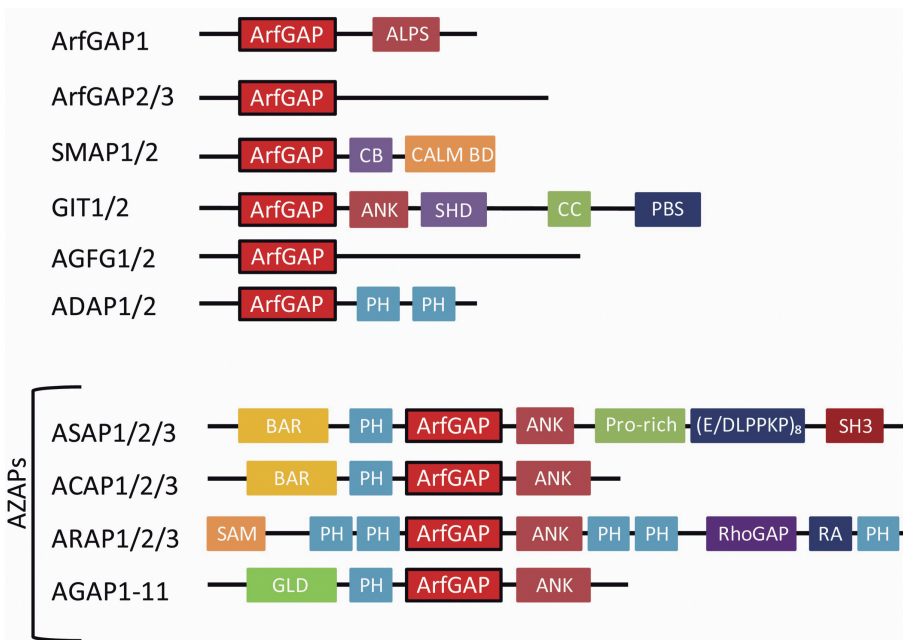 ArfGAP1 ArfGAP ALPS
ArfGAP2/3 ArfGAP
SMAP1/2 ArfGAP CB CALM BD
GIT1/2 ArfGAP ANK SHD CC PBS
AGFG1/2 ArfGAP
ADAP1/2 ArfGAP PH PH
AZAPs
ASAP1/2/3 BAR PH ArfGAP ANK Pro-rich (E/DLPPKP)₈ SH3
ACAP1/2/3 BAR PH ArfGAP ANK
ARAP1/2/3 SAM PH PH ArfGAP ANK PH PH RhoGAP RA PH
AGAP1-11 GLD PH ArfGAP ANK